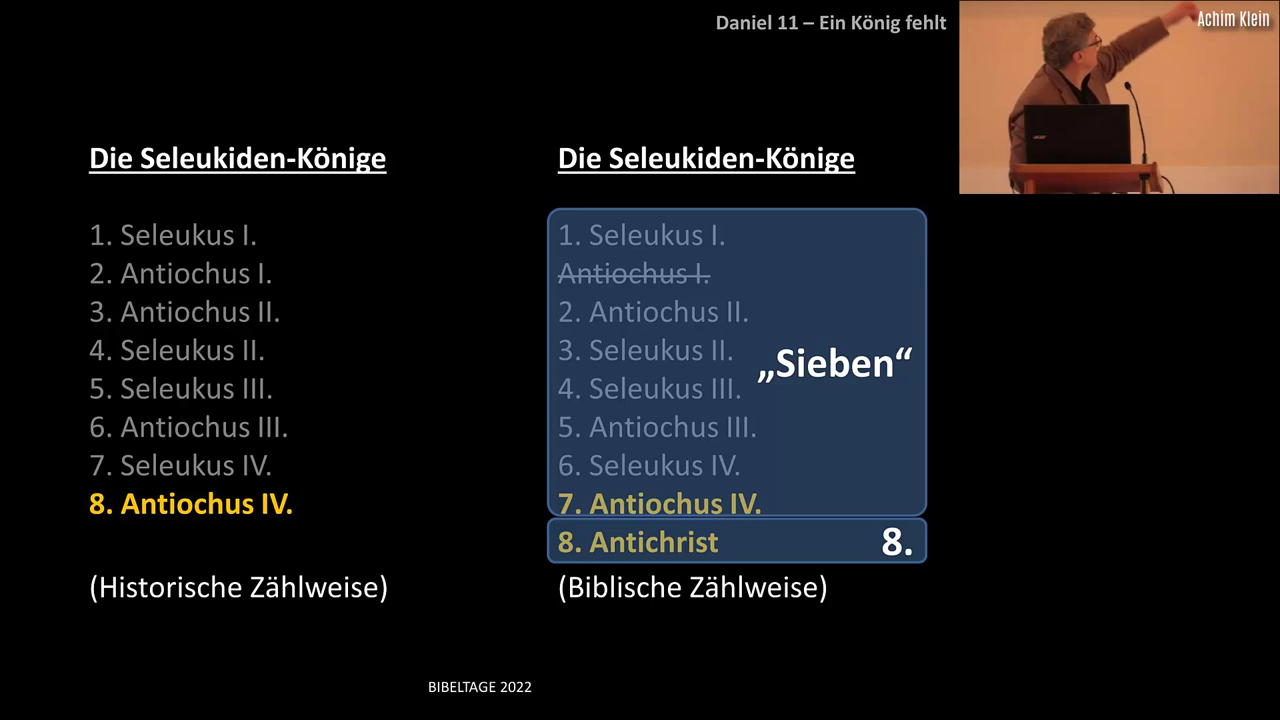 Daniel 11 – Ein König fehlt
Achim Klein
Die Seleukiden-Könige
1. Seleukus I.
2. Antiochus I.
3. Antiochus II.
4. Seleukus II.
5. Seleukus III.
6. Antiochus III.
7. Seleukus IV.
8. Antiochus IV.
(Historische Zählweise)
Die Seleukiden-Könige
1. Seleukus I.
Antiochus I.
2. Antiochus II.
3. Seleukus II.
4. Seleukus III.
5. Antiochus III.
6. Seleukus IV.
7. Antiochus IV.
„Sieben“
8. Antichrist
8.
(Biblische Zählweise)
BIBELTAGE 2022
acer